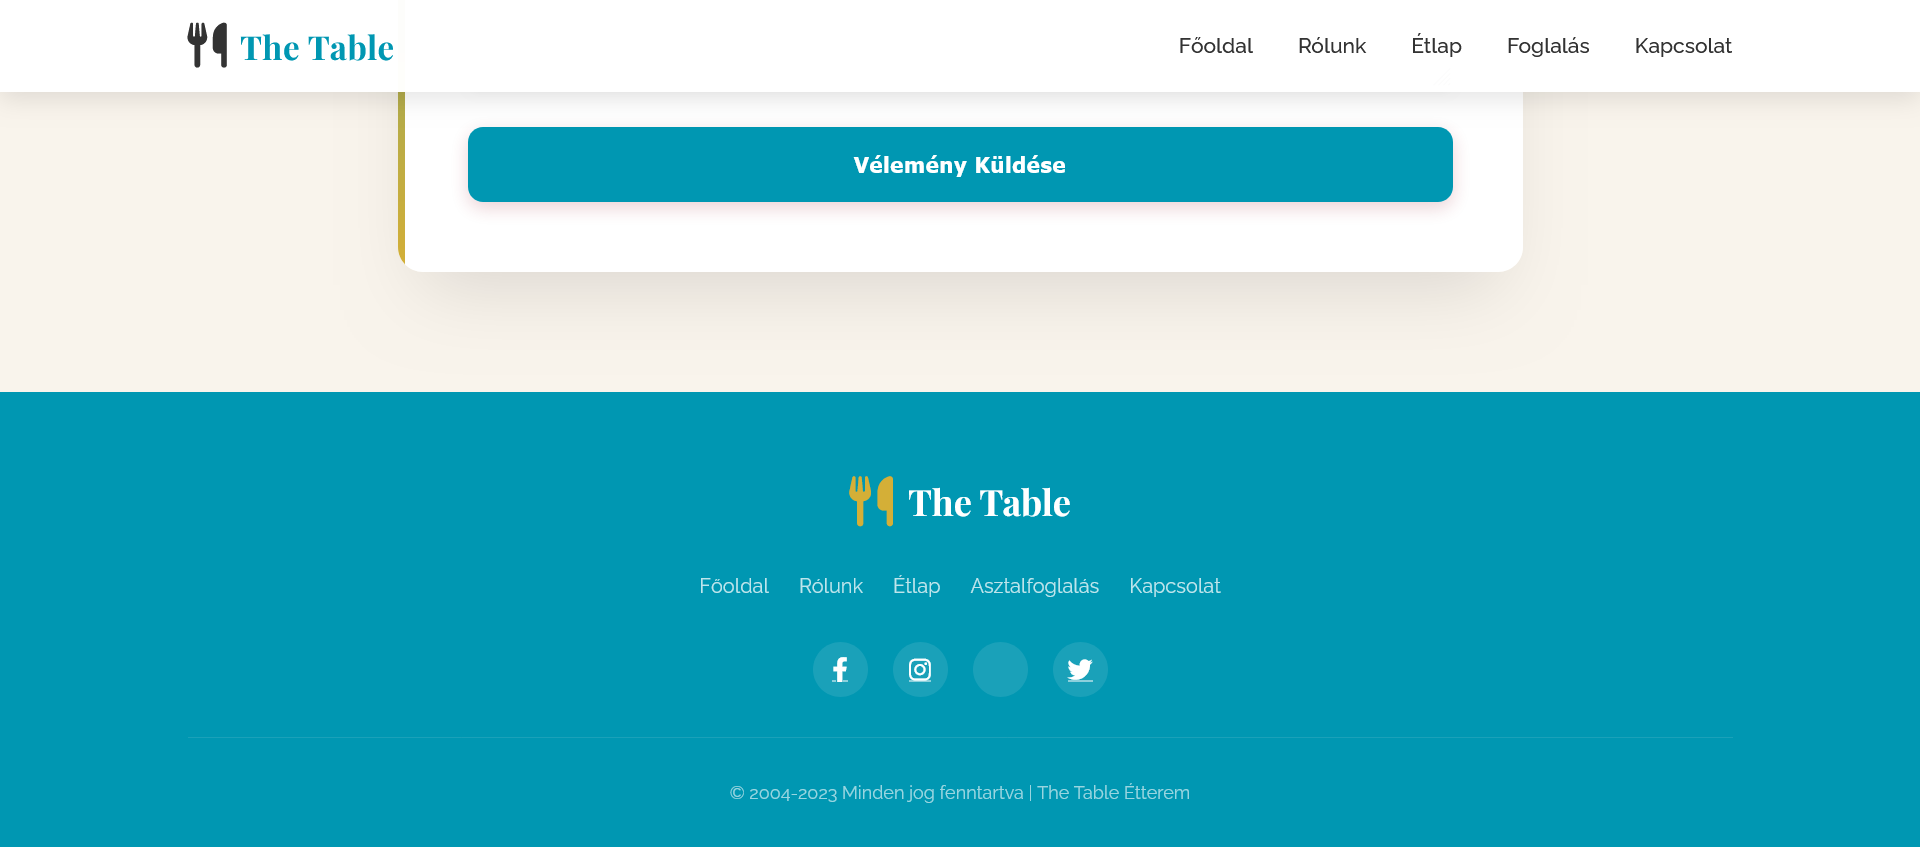 The Table
Főoldal Rólunk Étlap Foglalás Kapcsolat
Vélemény Küldése
The Table
Főoldal Rólunk Étlap Asztalfoglalás Kapcsolat
© 2004-2023 Minden jog fenntartva | The Table Étterem